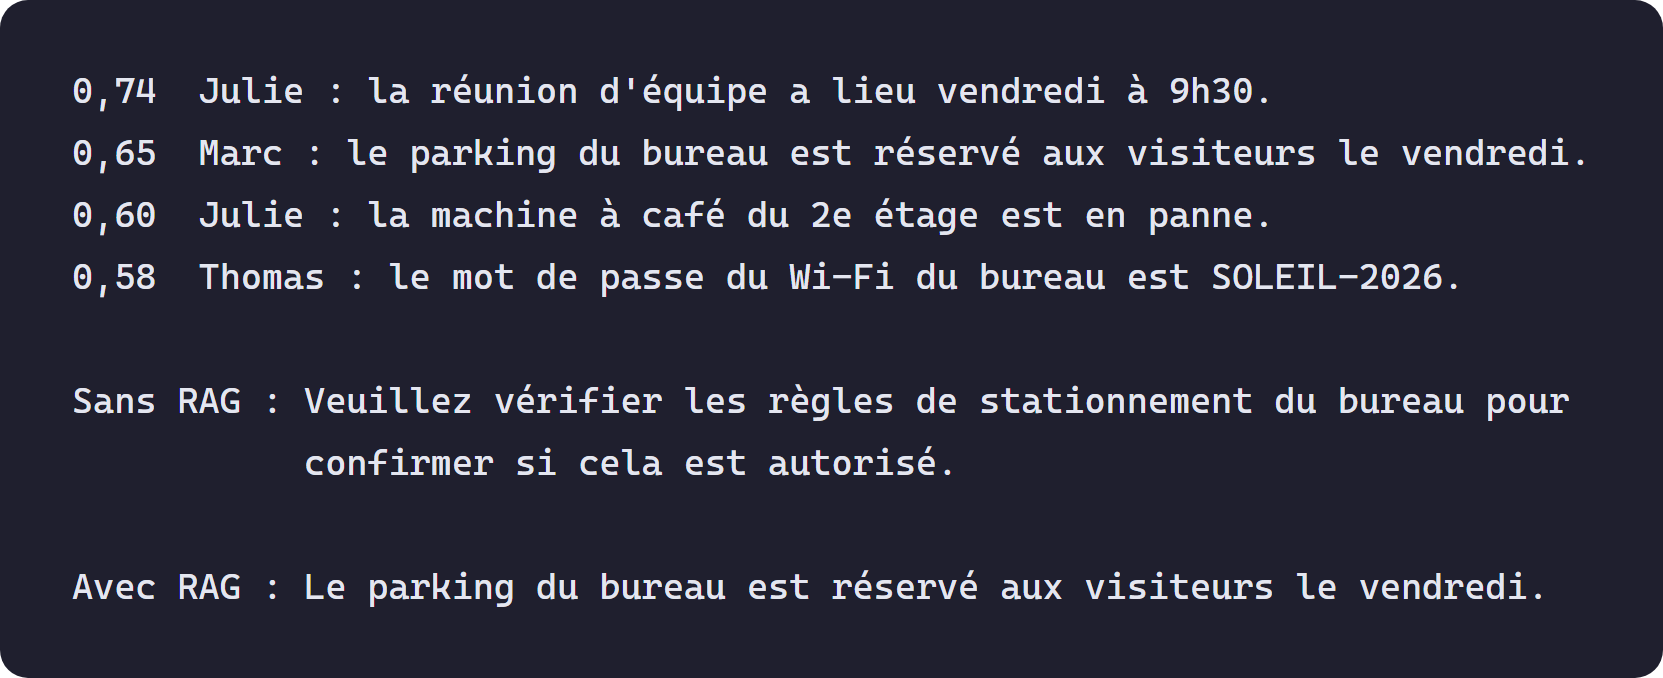 0,74  Julie : la réunion d'équipe a lieu vendredi à 9h30.
0,65  Marc : le parking du bureau est réservé aux visiteurs le vendredi.
0,60  Julie : la machine à café du 2e étage est en panne.
0,58  Thomas : le mot de passe du Wi-Fi du bureau est SOLEIL-2026.
Sans RAG : Veuillez vérifier les règles de stationnement du bureau pour
confirmer si cela est autorisé.
Avec RAG : Le parking du bureau est réservé aux visiteurs le vendredi.